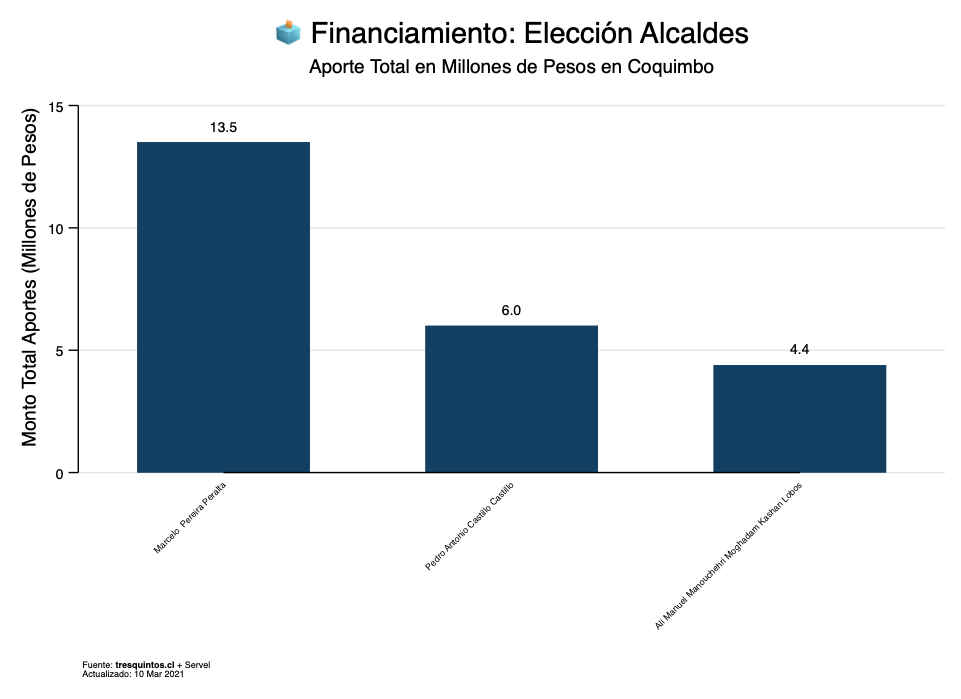 Financiamiento: Elección Alcaldes
Aporte Total en Millones de Pesos en Coquimbo
Monto Total Aportes (Millones de Pesos)
15
10
5
0
13.5
6.0
4.4
Marcelo  Pereira Peralta
Pedro Antonio Castillo Castillo
Ali Manuel Manouchehri Moghadam Kashan Lobos
Fuente: tresquintos.cl + Servel
Actualizado: 10 Mar 2021